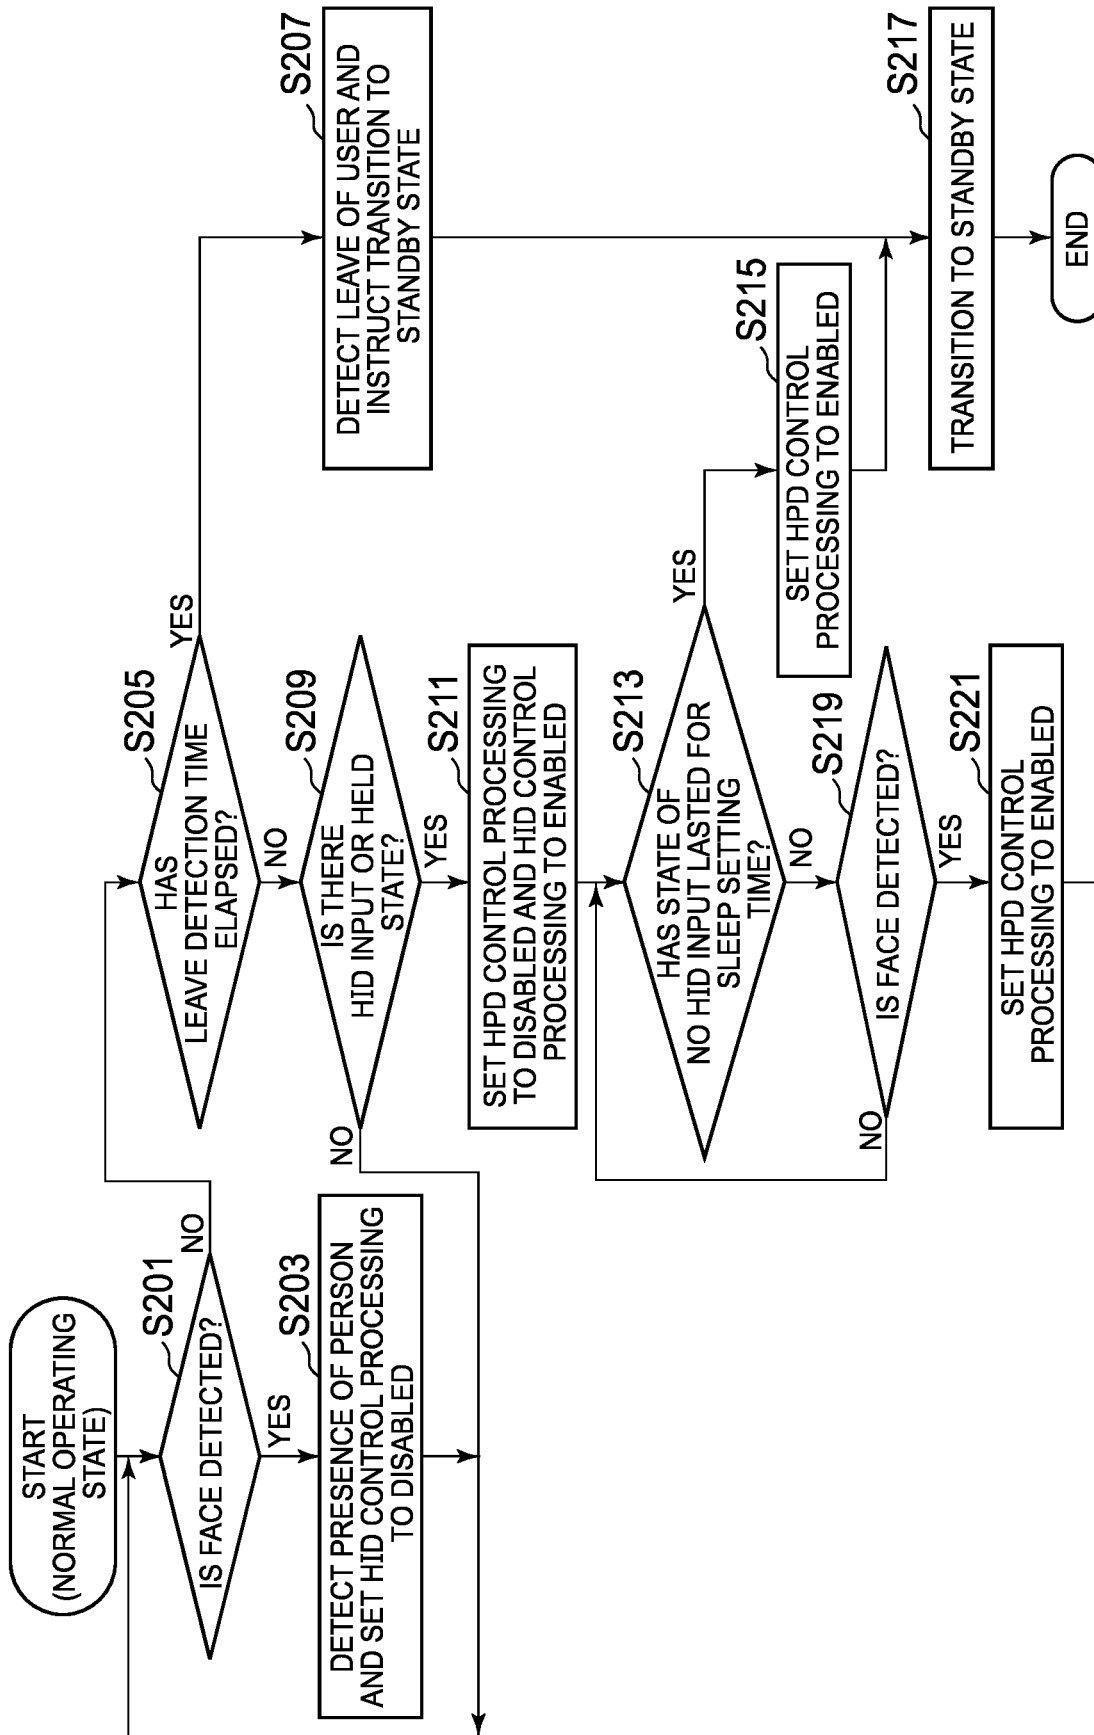 START
(NORMAL OPERATING
STATE)
S201
IS FACE DETECTED?
NO
YES
S203
DETECT PRESENCE OF PERSON
AND SET HID CONTROL PROCESSING
TO DISABLED
S205
HAS
LEAVE DETECTION TIME
ELAPSED?
YES
NO
S207
DETECT LEAVE OF USER AND
INSTRUCT TRANSITION TO
STANDBY STATE
S209
IS THERE
HID INPUT OR HELD
STATE?
NO
YES
S211
SET HPD CONTROL PROCESSING
TO DISABLED AND HID CONTROL
PROCESSING TO ENABLED
S213
HAS STATE OF
NO HID INPUT LASTED FOR
SLEEP SETTING
TIME?
YES
NO
S215
SET HPD CONTROL
PROCESSING TO ENABLED
S219
IS FACE DETECTED?
NO
YES
S221
SET HPD CONTROL
PROCESSING TO ENABLED
S217
TRANSITION TO STANDBY STATE
END